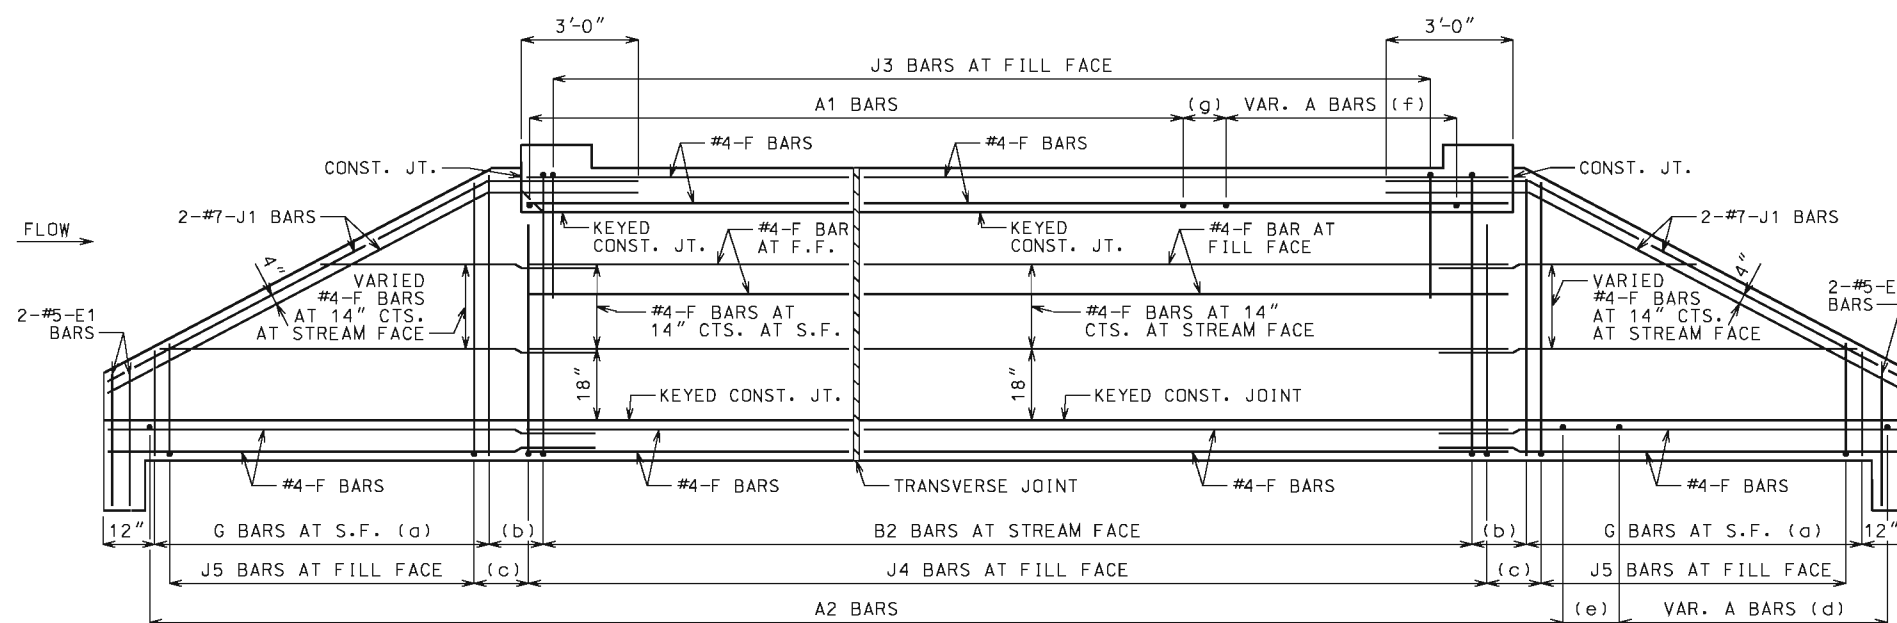 3'-0"
3'-0"
J3 BARS AT FILL FACE
A1 BARS
(g)
VAR. A BARS (f)
#4-F BARS
#4-F BARS
CONST. JT.
CONST. JT.
2-#7-J1 BARS
2-#7-J1 BARS
FLOW
KEYED
CONST. JT.
#4-F BAR
AT F.F.
KEYED
CONST. JT.
#4-F BAR AT
FILL FACE
4"
4"
VARIED
#4-F BARS
AT 14" CTS.
AT STREAM FACE
#4-F BARS AT
14" CTS. AT S.F.
#4-F BARS AT 14"
CTS. AT STREAM FACE
VARIED
#4-F BARS
AT 14" CTS.
AT STREAM FACE
2-#5-E1
BARS
2-#5-E
BARS
18"
18"
KEYED CONST. JT.
KEYED CONST. JOINT
#4-F BARS
#4-F BARS
TRANSVERSE JOINT
#4-F BARS
#4-F BARS
12"
G BARS AT S.F. (a)
(b)
B2 BARS AT STREAM FACE
(b)
G BARS AT S.F. (a)
12"
J5 BARS AT FILL FACE
(c)
J4 BARS AT FILL FACE
(c)
J5 BARS AT FILL FACE
A2 BARS
(e)
VAR. A BARS (d)